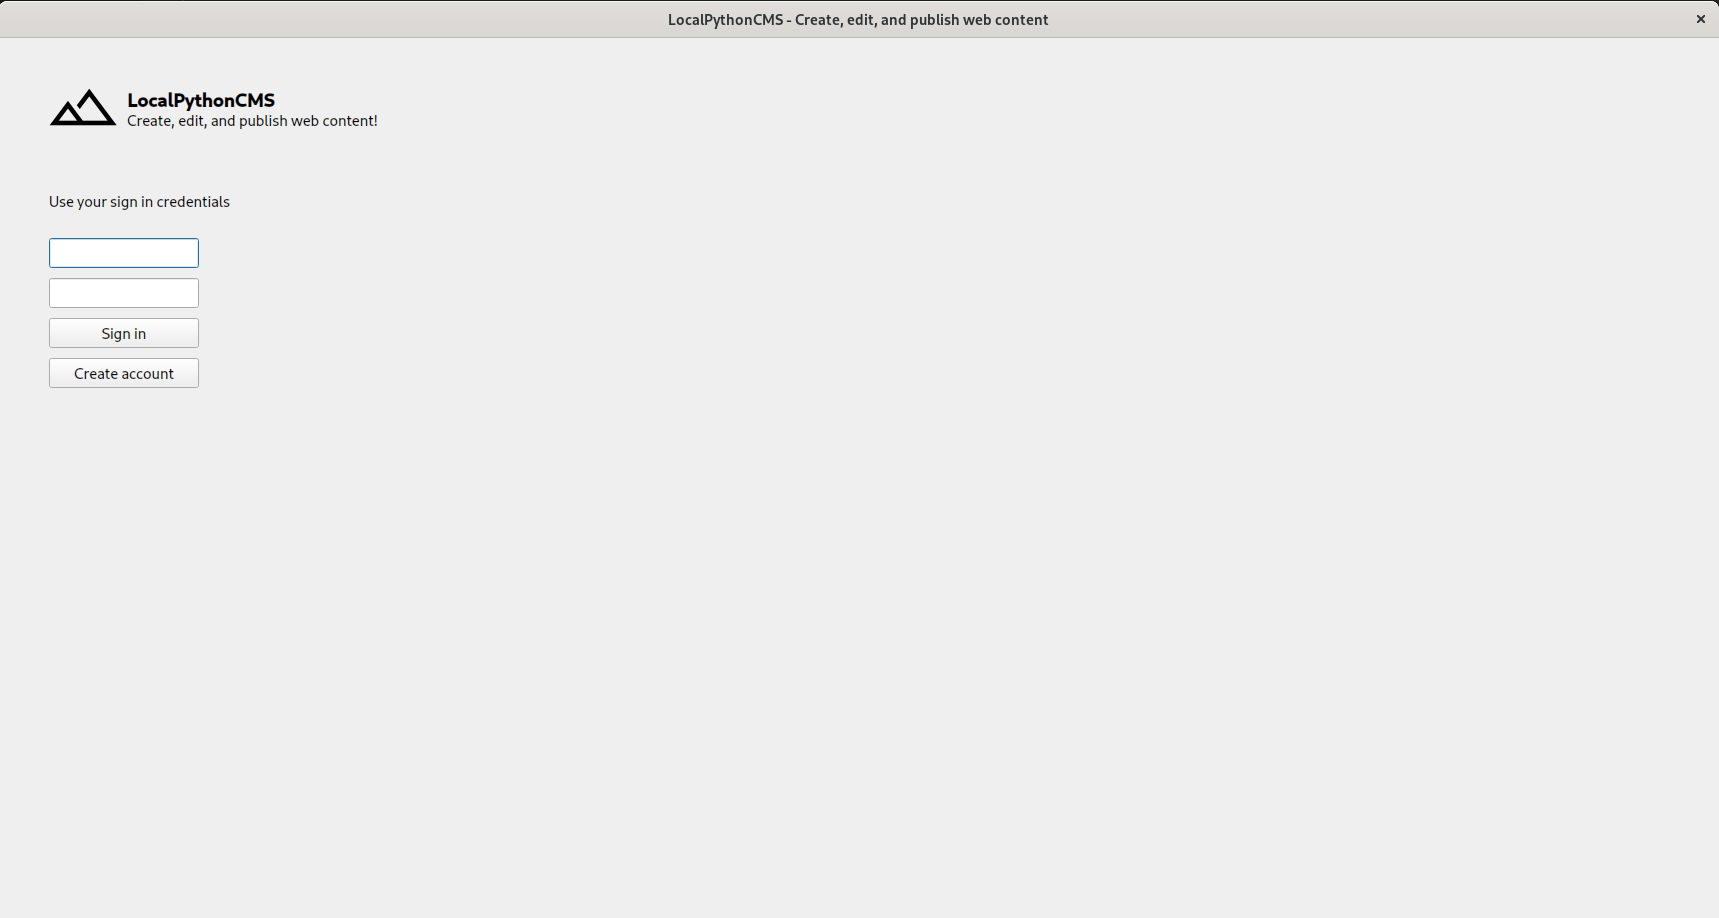 LocalPythonCMS - Create, edit, and publish web content
LocalPythonCMS
Create, edit, and publish web content!
Use your sign in credentials
Sign in
Create account